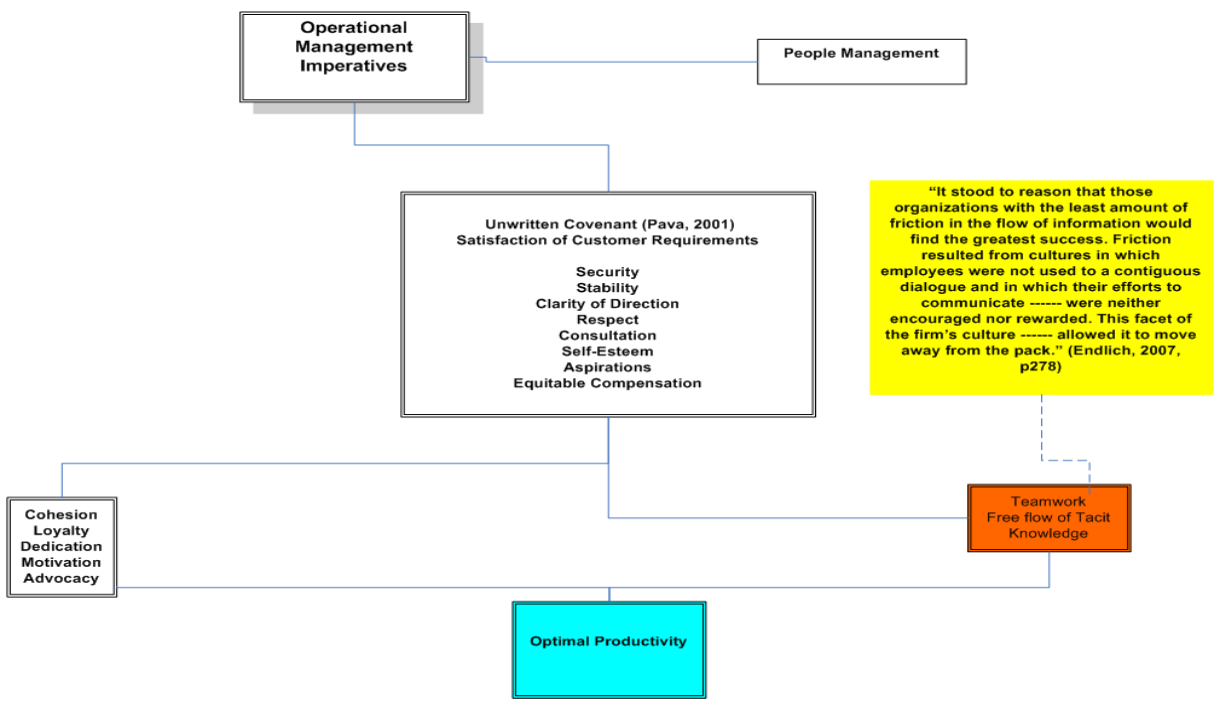 Operational
Management
Imperatives
People Management
Unwritten Covenant (Pava, 2001)
Satisfaction of Customer Requirements
Security
Stability
Clarity of Direction
Respect
Consultation
Self-Esteem
Aspirations
Equitable Compensation
“It stood to reason that those
organizations with the least amount of
friction in the flow of information would
find the greatest success. Friction
resulted from cultures in which
employees were not used to a contiguous
dialogue and in which their efforts to
communicate ------ were neither
encouraged nor rewarded. This facet of
the firm’s culture ------ allowed it to move
away from the pack.” (Endlich, 2007,
p278)
Cohesion
Loyalty
Dedication
Motivation
Advocacy
Teamwork
Free flow of Tacit
Knowledge
Optimal Productivity